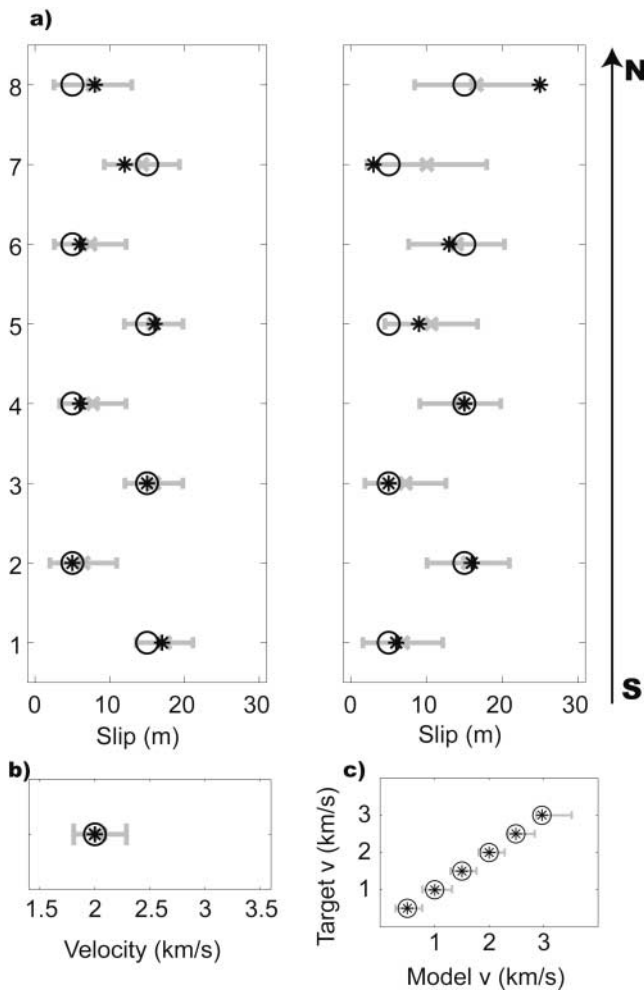 a)
N
8
7
6
5
4
3
2
1
S
0 10 20 30 0 10 20 30
Slip (m) Slip (m)
b) c)
3
2
1
Target v (km/s)
1.5 2 2.5 3 3.5
Velocity (km/s)
1 2 3
Model v (km/s)